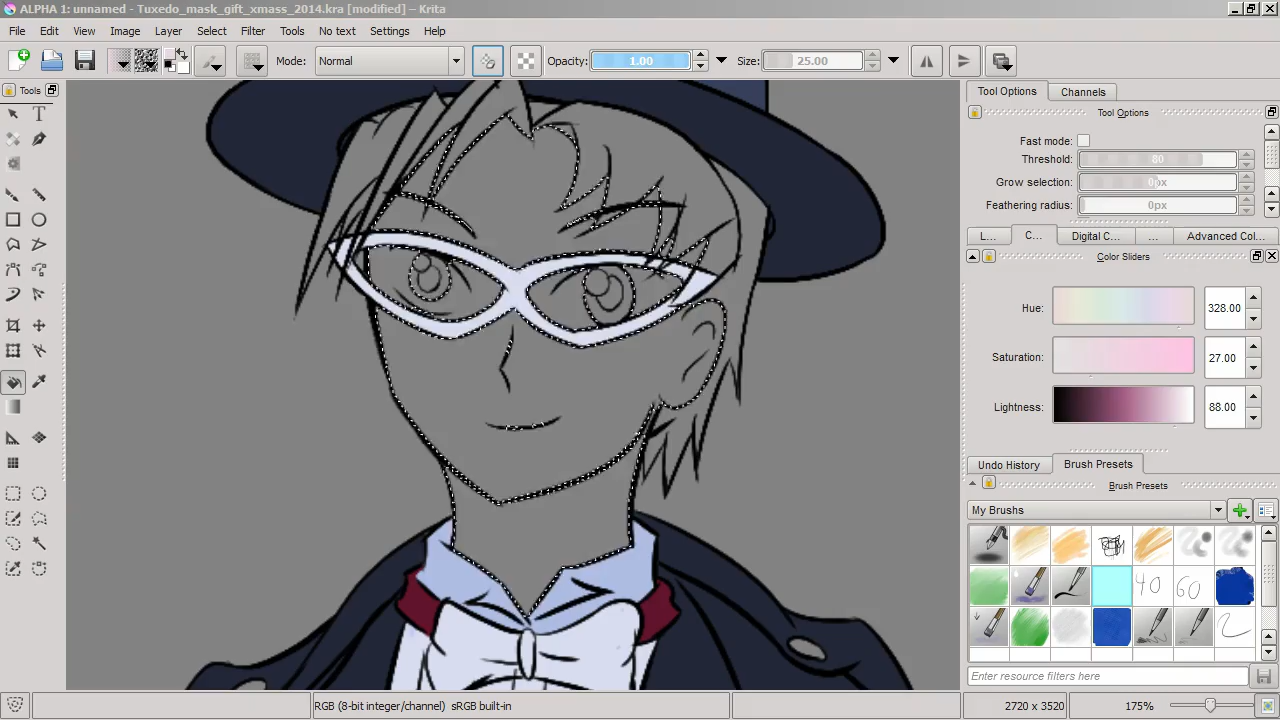 ALPHA 1: unnamed - Tuxedo_mask_gift_xmass_2014.kra [modified] - Krita
File Edit View Image Layer Select Filter Tools No text Settings Help
Mode: Normal Opacity: 1.00 Size: 25.00
Tools
T
Tool Options Channels
Tool Options
Fast mode:
Threshold: 80
Grow selection: 0px
Feathering radius: 0px
L... C... Digital C... ... Advanced Col...
Color Sliders
Hue: 328.00
Saturation: 27.00
Lightness: 88.00
Undo History Brush Presets
Brush Presets
My Brushs
40 60
Enter resource filters here
RGB (8-bit integer/channel) sRGB built-in
2720 x 3520
175%